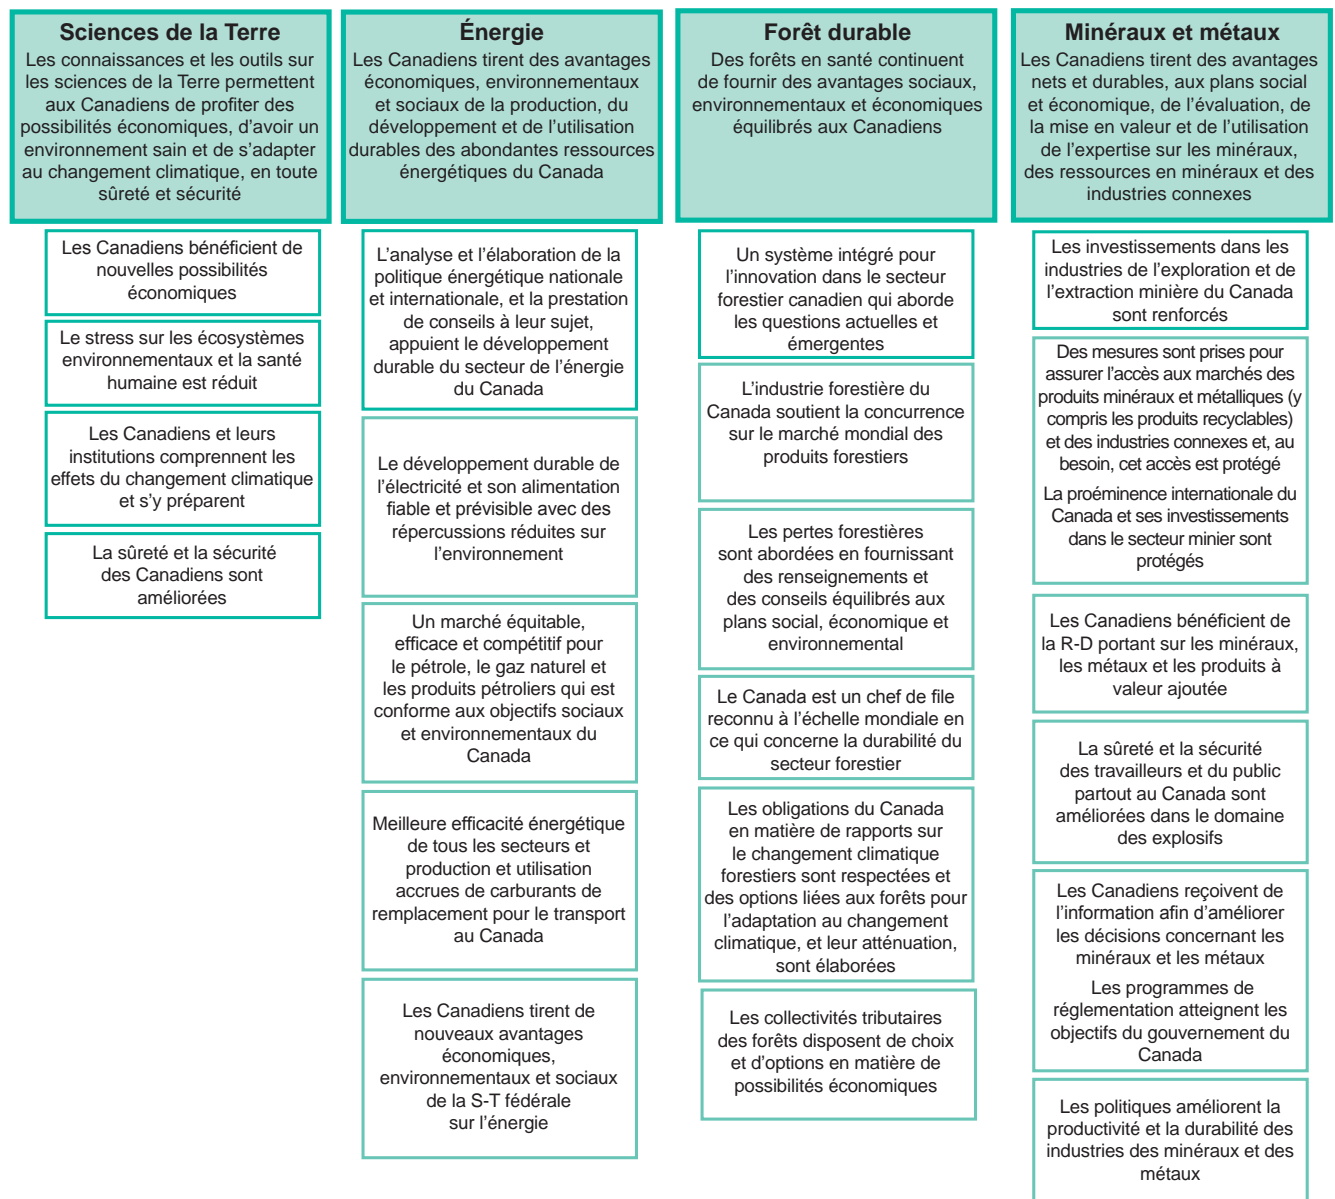 Sciences de la Terre
Les connaissances et les outils sur
les sciences de la Terre permettent
aux Canadiens de profiter des
possibilités économiques, d'avoir un
environnement sain et de s'adapter
au changement climatique, en toute
sûreté et sécurité
Les Canadiens bénéficient de
nouvelles possibilités
économiques
Le stress sur les écosystèmes
environnementaux et la santé
humaine est réduit
Les Canadiens et leurs
institutions comprennent les
effets du changement climatique
et s'y préparent
La sûreté et la sécurité
des Canadiens sont
améliorées
Énergie
Les Canadiens tirent des avantages
économiques, environnementaux
et sociaux de la production, du
développement et de l'utilisation
durables des abondantes ressources
énergétiques du Canada
L'analyse et l'élaboration de la
politique énergétique nationale
et internationale, et la prestation
de conseils à leur sujet,
appuient le développement
durable du secteur de l'énergie
du Canada
Le développement durable de
l'électricité et son alimentation
fiable et prévisible avec des
répercussions réduites sur
l'environnement
Un marché équitable,
efficace et compétitif pour
le pétrole, le gaz naturel et
les produits pétroliers qui est
conforme aux objectifs sociaux
et environnementaux du
Canada
Meilleure efficacité énergétique
de tous les secteurs et
production et utilisation
accrues de carburants de
remplacement pour le transport
au Canada
Les Canadiens tirent de
nouveaux avantages
économiques,
environnementaux et sociaux
de la S-T fédérale
sur l'énergie
Forêt durable
Des forêts en santé continuent
de fournir des avantages sociaux,
environnementaux et économiques
équilibrés aux Canadiens
Un système intégré pour
l'innovation dans le secteur
forestier canadien qui aborde
les questions actuelles et
émergentes
L'industrie forestière du
Canada soutient la concurrence
sur le marché mondial des
produits forestiers
Les pertes forestières
sont abordées en fournissant
des renseignements et
des conseils équilibrés aux
plans social, économique et
environnemental
Le Canada est un chef de file
reconnu à l'échelle mondiale en
ce qui concerne la durabilité du
secteur forestier
Les obligations du Canada
en matière de rapports sur
le changement climatique
forestiers sont respectées et
des options liées aux forêts pour
l'adaptation au changement
climatique, et leur atténuation,
sont élaborées
Les collectivités tributaires
des forêts disposent de choix
et d'options en matière de
possibilités économiques
Minéraux et métaux
Les Canadiens tirent des avantages
nets et durables, aux plans social
et économique, de l'évaluation, de
la mise en valeur et de l'utilisation
de l'expertise sur les minéraux,
des ressources en minéraux et des
industries connexes
Les investissements dans les
industries de l'exploration et de
l'extraction minière du Canada
sont renforcés
Des mesures sont prises pour
assurer l'accès aux marchés des
produits minéraux et métalliques (y
compris les produits recyclables)
et des industries connexes et, au
besoin, cet accès est protégé
La proéminence internationale du
Canada et ses investissements
dans le secteur minier sont
protégés
Les Canadiens bénéficient de
la R-D portant sur les minéraux,
les métaux et les produits à
valeur ajoutée
La sûreté et la sécurité
des travailleurs et du public
partout au Canada sont
améliorées dans le domaine
des explosifs
Les Canadiens reçoivent de
l'information afin d'améliorer
les décisions concernant les
minéraux et les métaux
Les programmes de
réglementation atteignent les
objectifs du gouvernement du
Canada
Les politiques améliorent la
productivité et la durabilité des
industries des minéraux et des
métaux